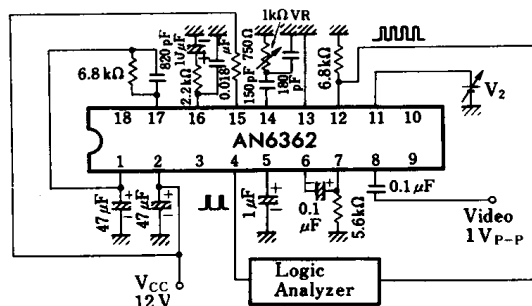 1kΩ VR
6.8 kΩ
820 pF
10 μF
2.2 kΩ
0.018 μF
750Ω
150 pF
180 pF
6.8 kΩ
V2
18 17 16 15 14 13 12 11 10
AN6362
1 2 3 4 5 6 7 8 9
47 μF
47 μF
1 μF
0.1 μF
5.6 kΩ
0.1 μF
Video
1 VP-P
VCC
12 V
Logic
Analyzer